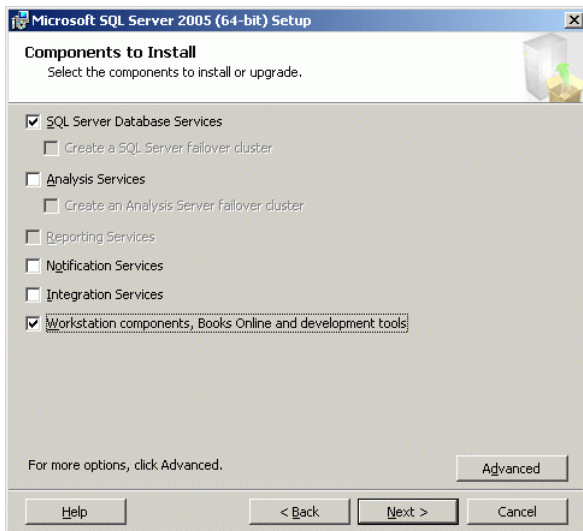 Microsoft SQL Server 2005 (64-bit) Setup
Components to Install
Select the components to install or upgrade.
SQL Server Database Services
Create a SQL Server failover cluster
Analysis Services
Create an Analysis Server failover cluster
Reporting Services
Notification Services
Integration Services
Workstation components, Books Online and development tools
For more options, click Advanced.
Advanced
Help
< Back
Next >
Cancel